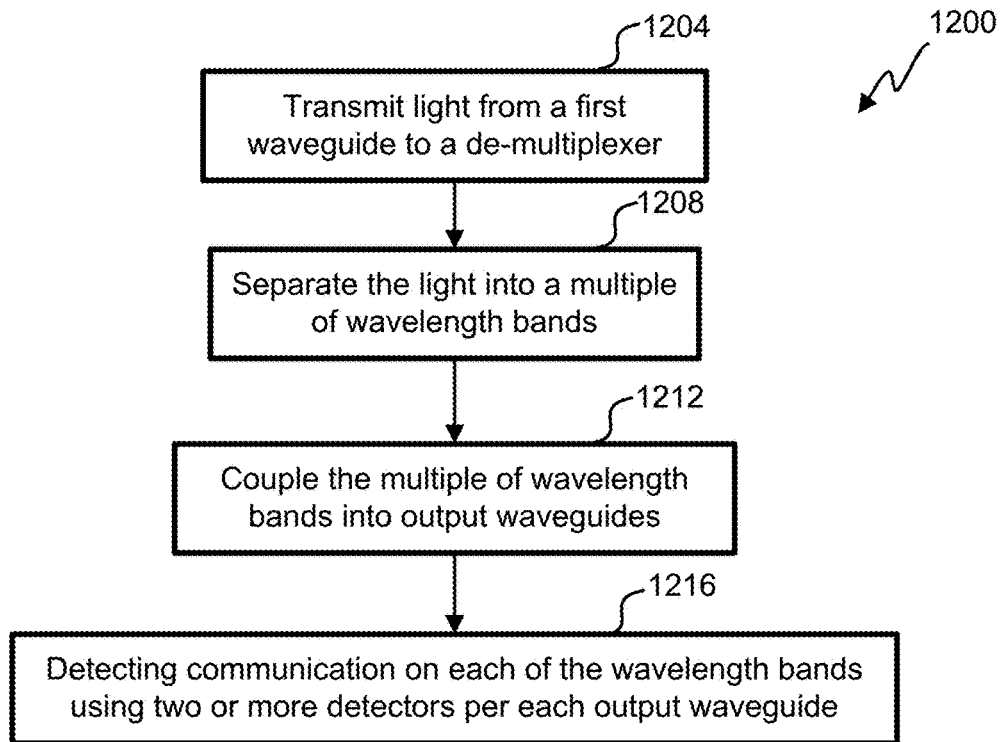 1200
1204
Transmit light from a first
waveguide to a de-multiplexer
1208
Separate the light into a multiple
of wavelength bands
1212
Couple the multiple of wavelength
bands into output waveguides
1216
Detecting communication on each of the wavelength bands
using two or more detectors per each output waveguide